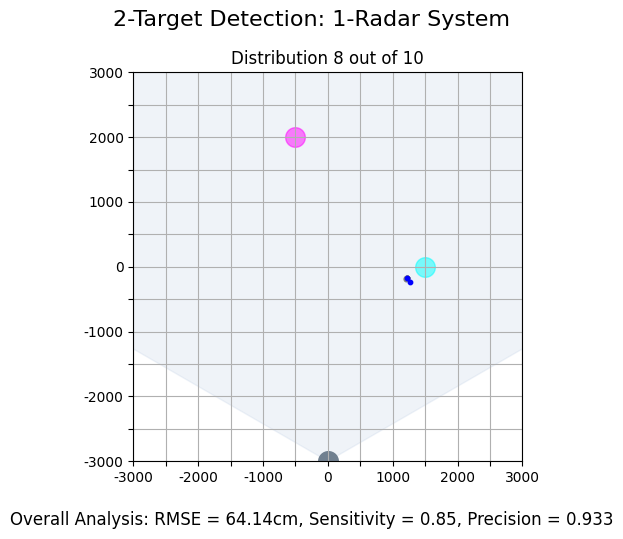 2-Target Detection: 1-Radar System
Distribution 8 out of 10
3000
2000
1000
0
-1000
-2000
-3000
-3000 -2000 -1000 0 1000 2000 3000
Overall Analysis: RMSE = 64.14cm, Sensitivity = 0.85, Precision = 0.933